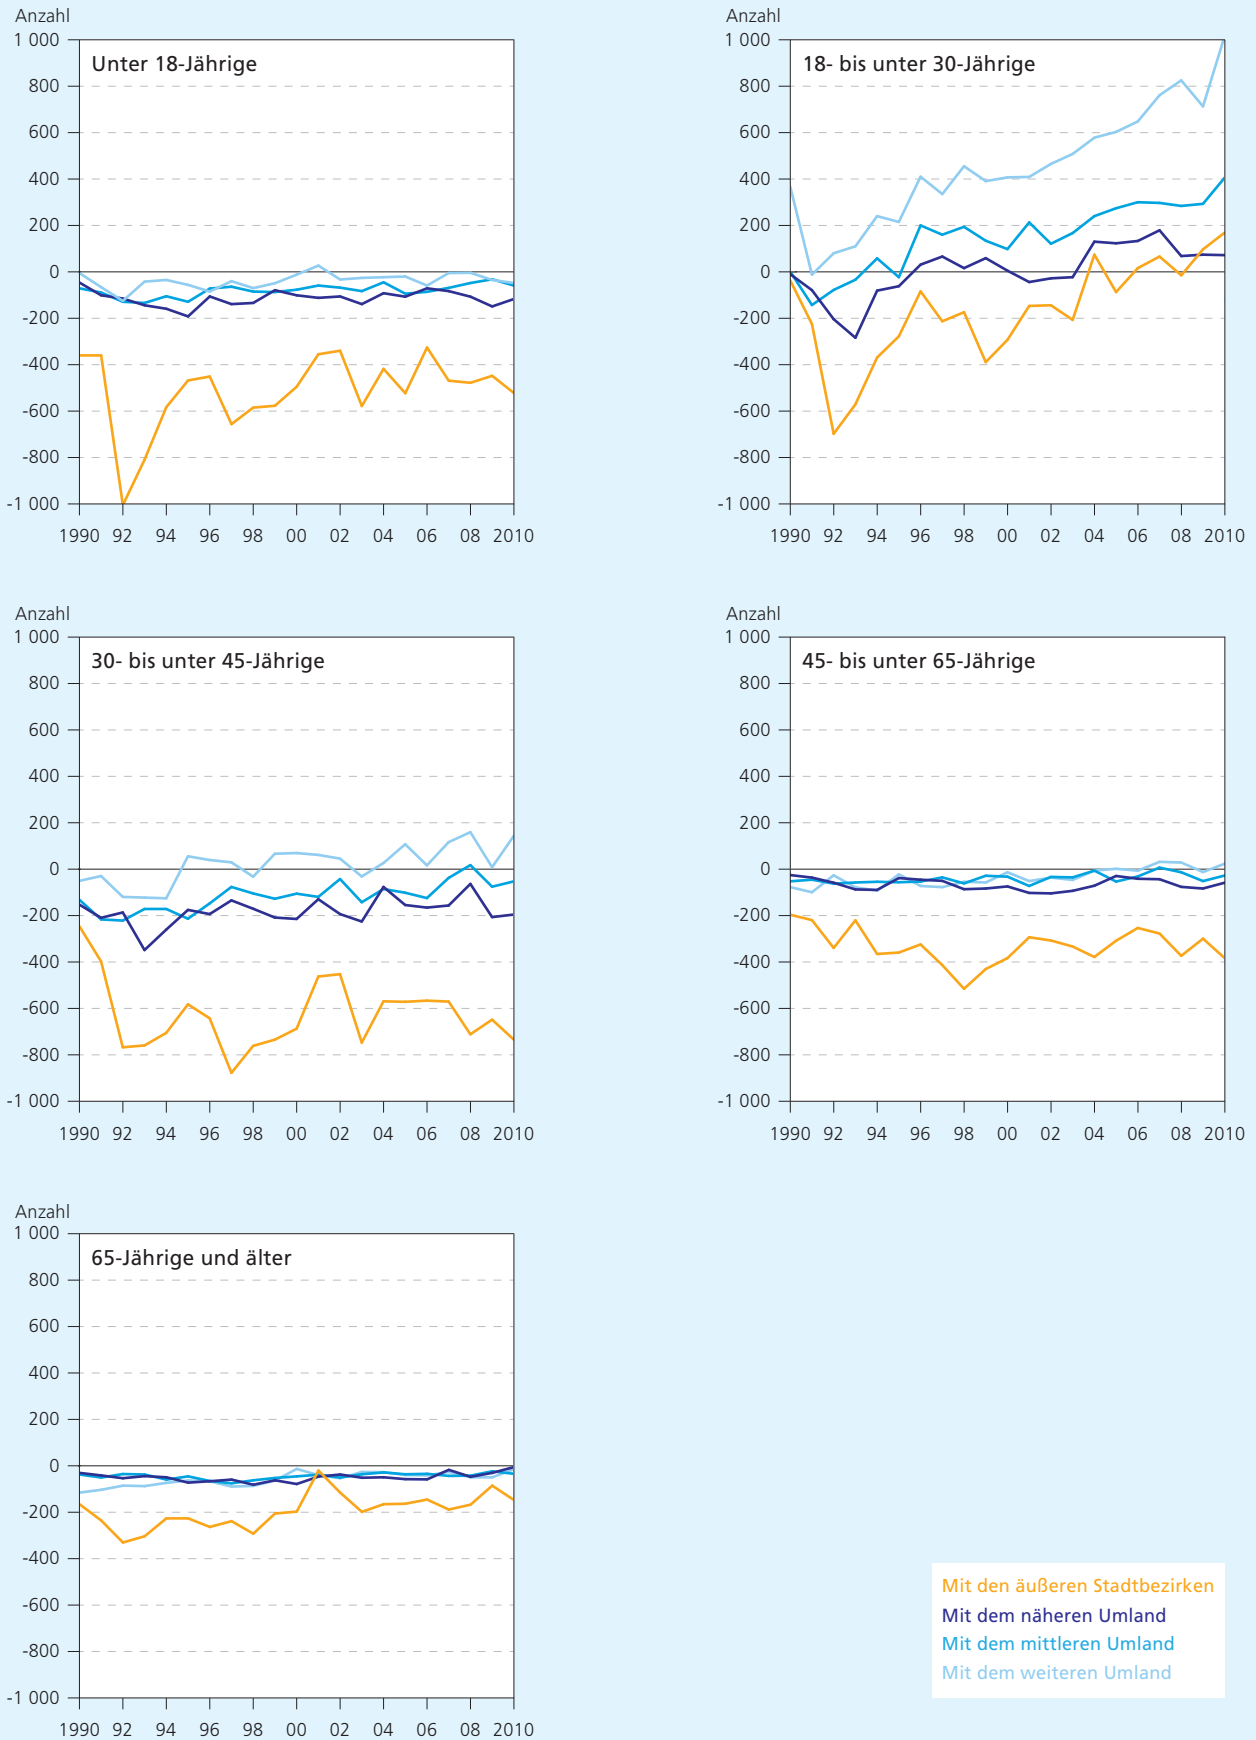 Anzahl
1 000
Unter 18-Jährige
800
600
400
200
0
-200
-400
-600
-800
-1 000
1990 92 94 96 98 00 02 04 06 08 2010
Anzahl
1 000
18- bis unter 30-Jährige
800
600
400
200
0
-200
-400
-600
-800
-1 000
1990 92 94 96 98 00 02 04 06 08 2010
Anzahl
1 000
30- bis unter 45-Jährige
800
600
400
200
0
-200
-400
-600
-800
-1 000
1990 92 94 96 98 00 02 04 06 08 2010
Anzahl
1 000
45- bis unter 65-Jährige
800
600
400
200
0
-200
-400
-600
-800
-1 000
1990 92 94 96 98 00 02 04 06 08 2010
Anzahl
1 000
65-Jährige und älter
800
600
400
200
0
-200
-400
-600
-800
-1 000
1990 92 94 96 98 00 02 04 06 08 2010
Mit den äußeren Stadtbezirken
Mit dem näheren Umland
Mit dem mittleren Umland
Mit dem weiteren Umland